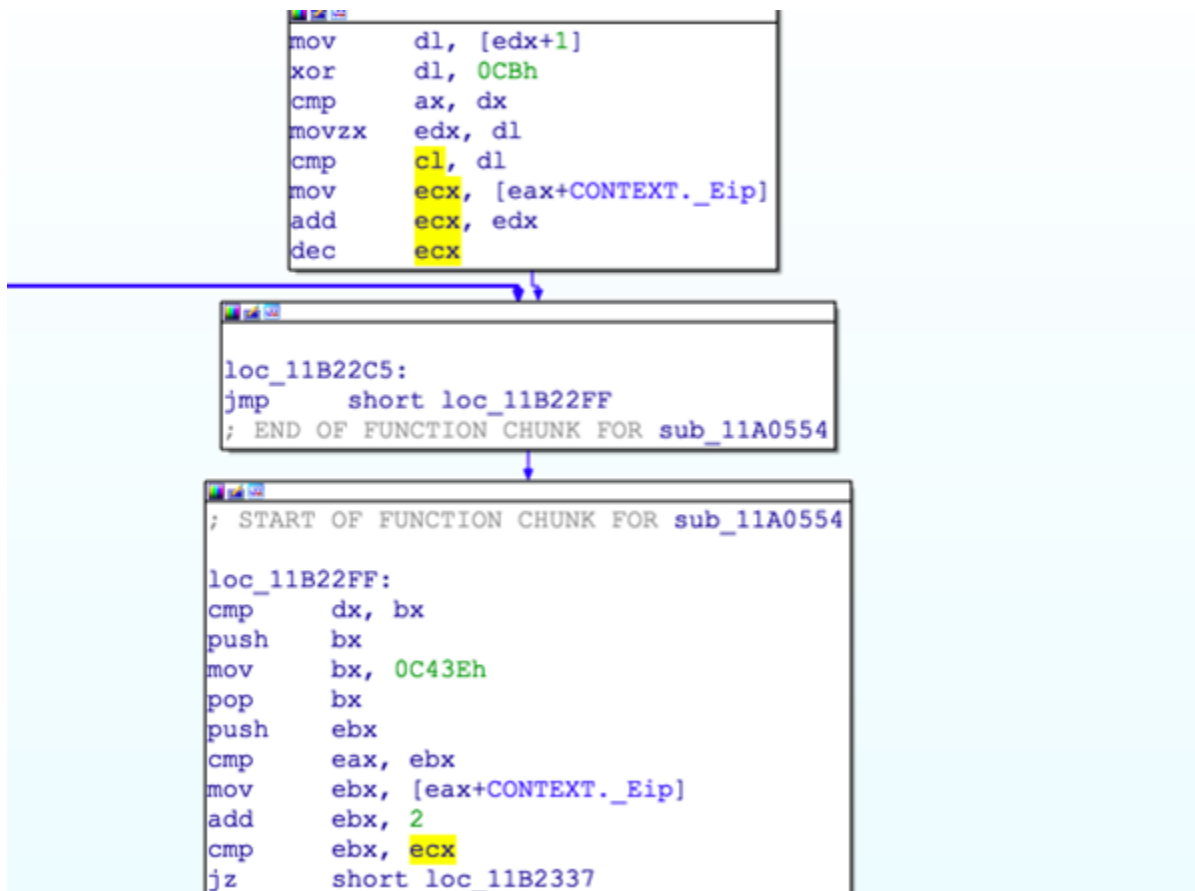 mov dl, [edx+1]
xor dl, 0CBh
cmp ax, dx
movzx edx, dl
cmp cl, dl
mov ecx, [eax+CONTEXT._Eip]
add ecx, edx
dec ecx
loc_11B22C5:
jmp short loc_11B22FF
; END OF FUNCTION CHUNK FOR sub_11A0554
; START OF FUNCTION CHUNK FOR sub_11A0554
loc_11B22FF:
cmp dx, bx
push bx
mov bx, 0C43Eh
pop bx
push ebx
cmp eax, ebx
mov ebx, [eax+CONTEXT._Eip]
add ebx, 2
cmp ebx, ecx
jz short loc_11B2337